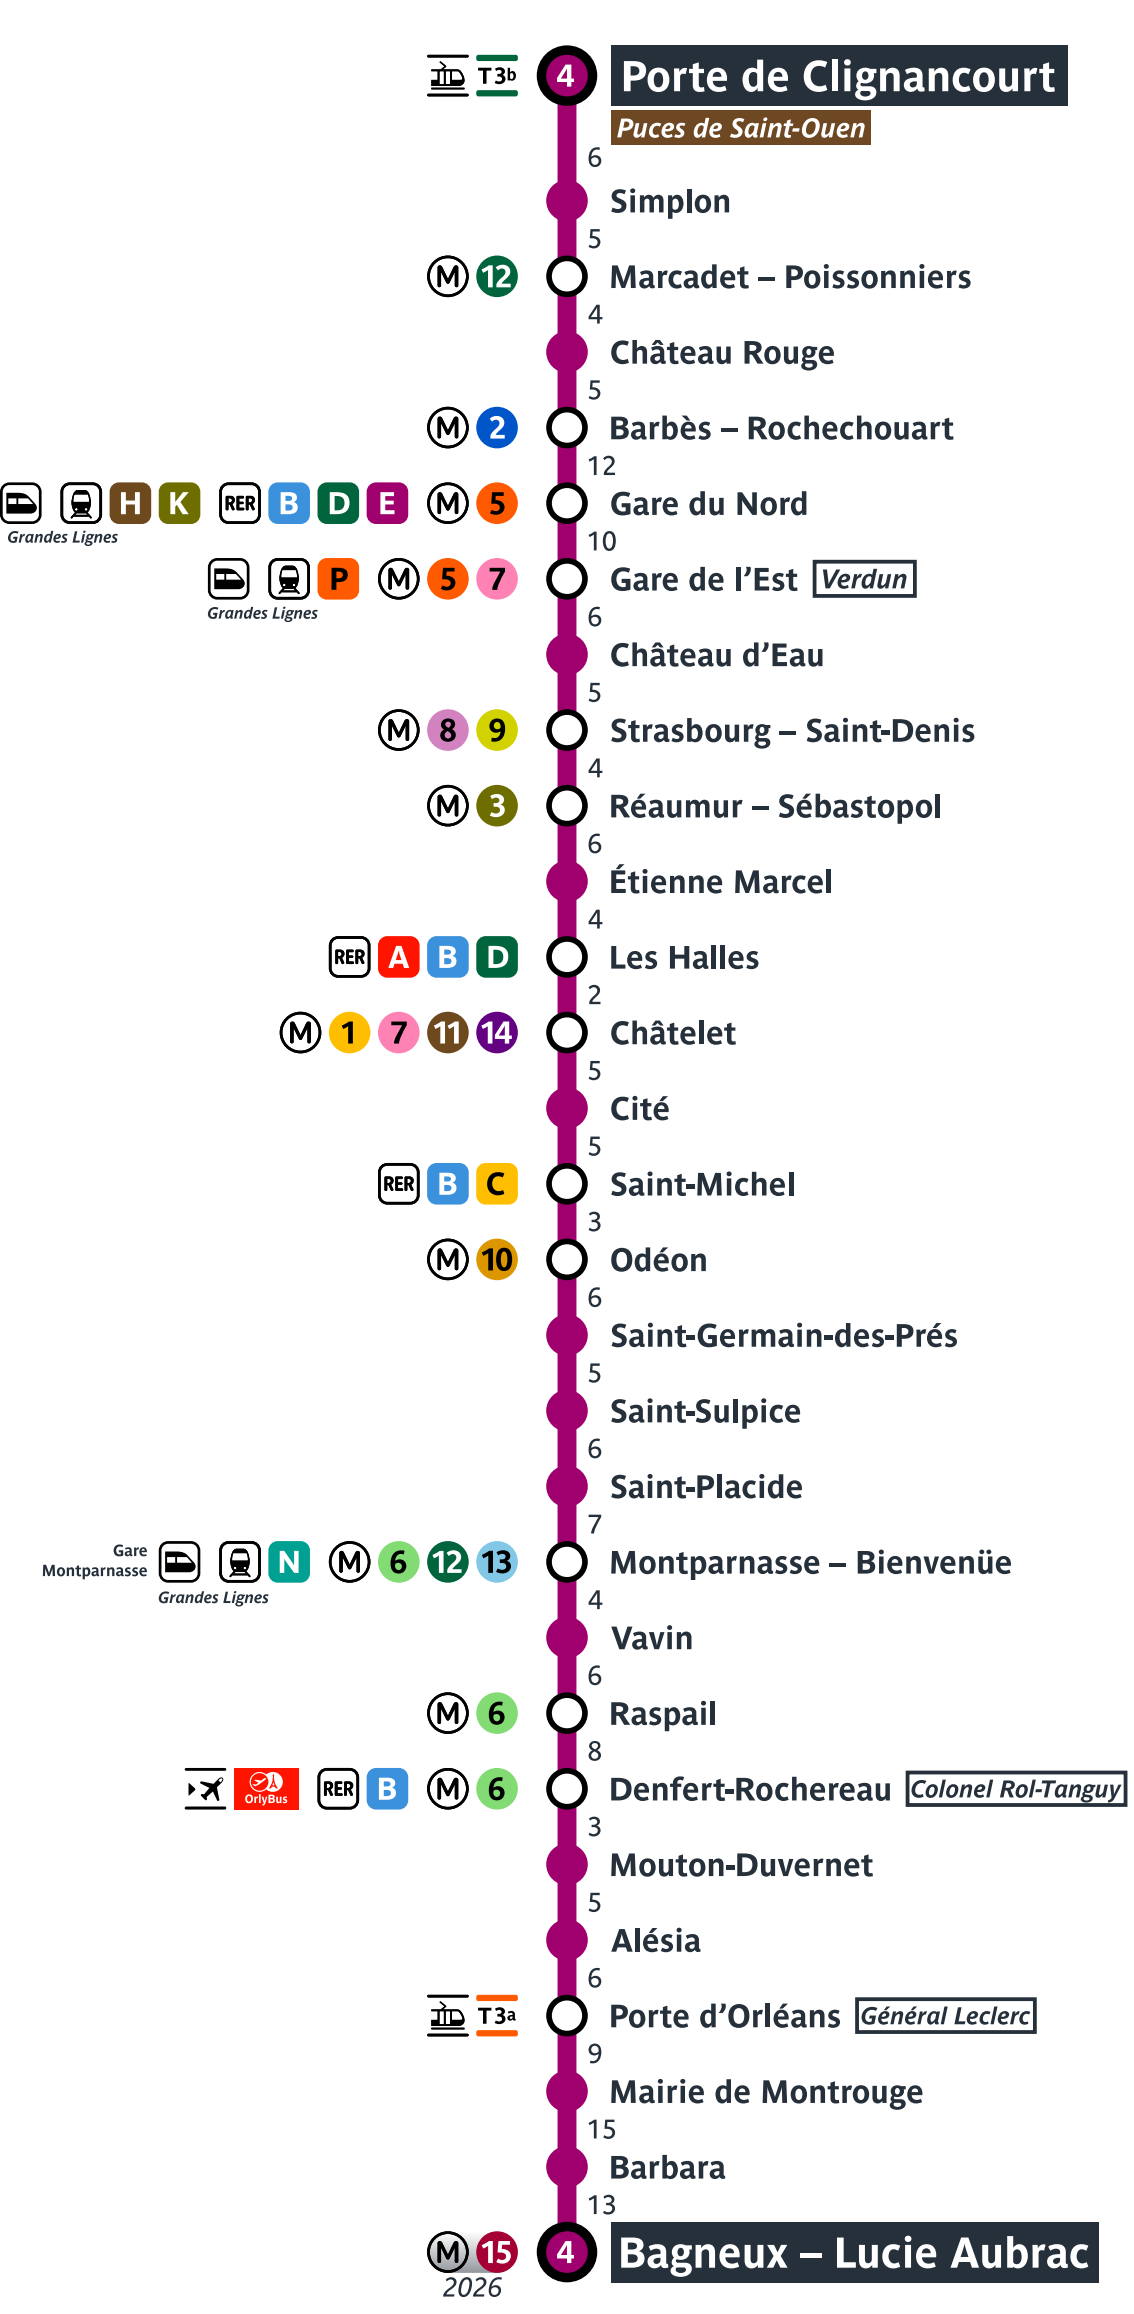 T3b 4 Porte de Clignancourt
Puces de Saint-Ouen
6
Simplon
5
M 12 Marcadet – Poissonniers
4
Château Rouge
5
M 2 Barbès – Rochechouart
12
H K RER B D E M 5 Gare du Nord
Grandes Lignes
10
P M 5 7 Gare de l’Est Verdun
Grandes Lignes
6
Château d’Eau
5
M 8 9 Strasbourg – Saint-Denis
4
M 3 Réaumur – Sébastopol
6
Étienne Marcel
4
RER A B D Les Halles
2
M 1 7 11 14 Châtelet
5
Cité
5
RER B C Saint-Michel
3
M 10 Odéon
6
Saint-Germain-des-Prés
5
Saint-Sulpice
6
Saint-Placide
7
Gare
Montparnasse N M 6 12 13 Montparnasse – Bienvenüe
Grandes Lignes
4
Vavin
6
M 6 Raspail
8
OrlyBus RER B M 6 Denfert-Rochereau Colonel Rol-Tanguy
3
Mouton-Duvernet
5
Alésia
6
T3a Porte d’Orléans Général Leclerc
9
Mairie de Montrouge
15
Barbara
13
M 15 4 Bagneux – Lucie Aubrac
2026